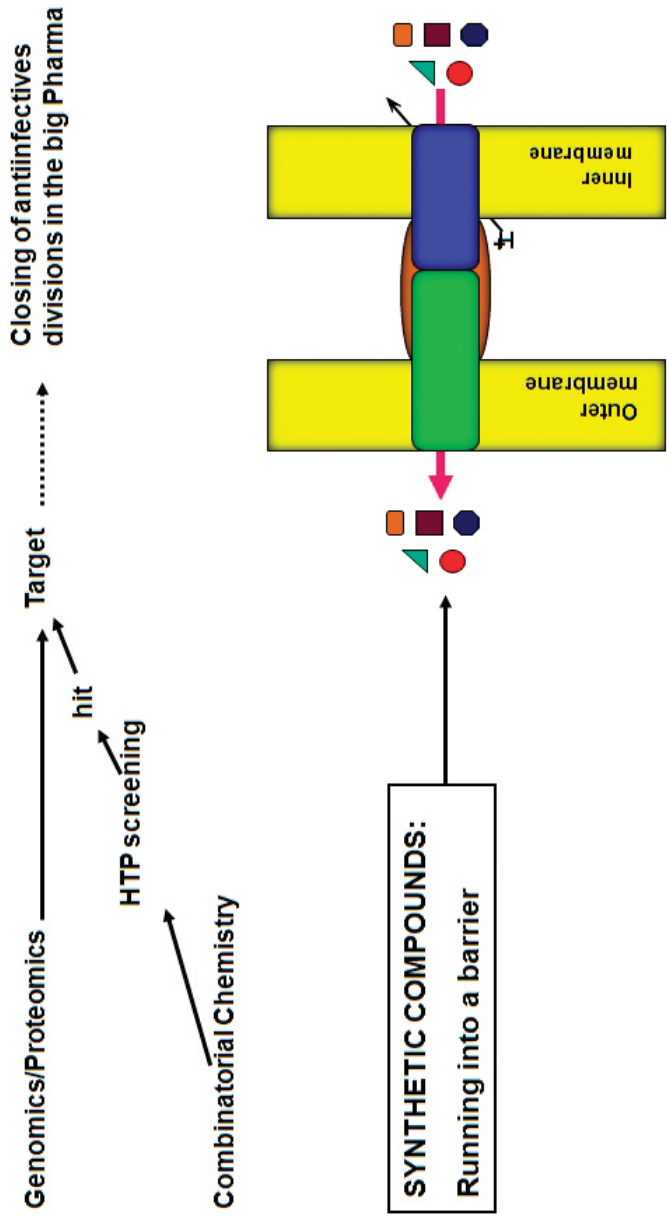 Genomics/Proteomics
Target
Closing of antiinfectives
divisions in the big Pharma
hit
HTP screening
Combinatorial Chemistry
SYNTHETIC COMPOUNDS:
Running into a barrier
Outer
membrane
Inner
membrane
H+